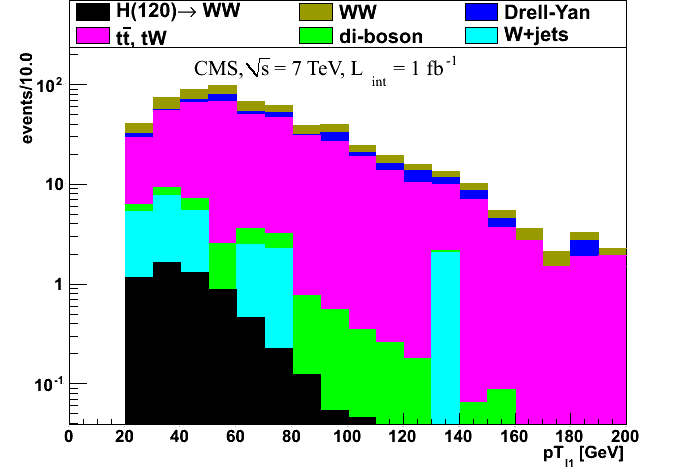 H(120)→ WW WW Drell-Yan
tt̄, tW di-boson W+jets
CMS, √s = 7 TeV, L int = 1 fb⁻¹
events/10.0
10²
10
1
10⁻¹
0 20 40 60 80 100 120 140 160 180 200
pT l1 [GeV]